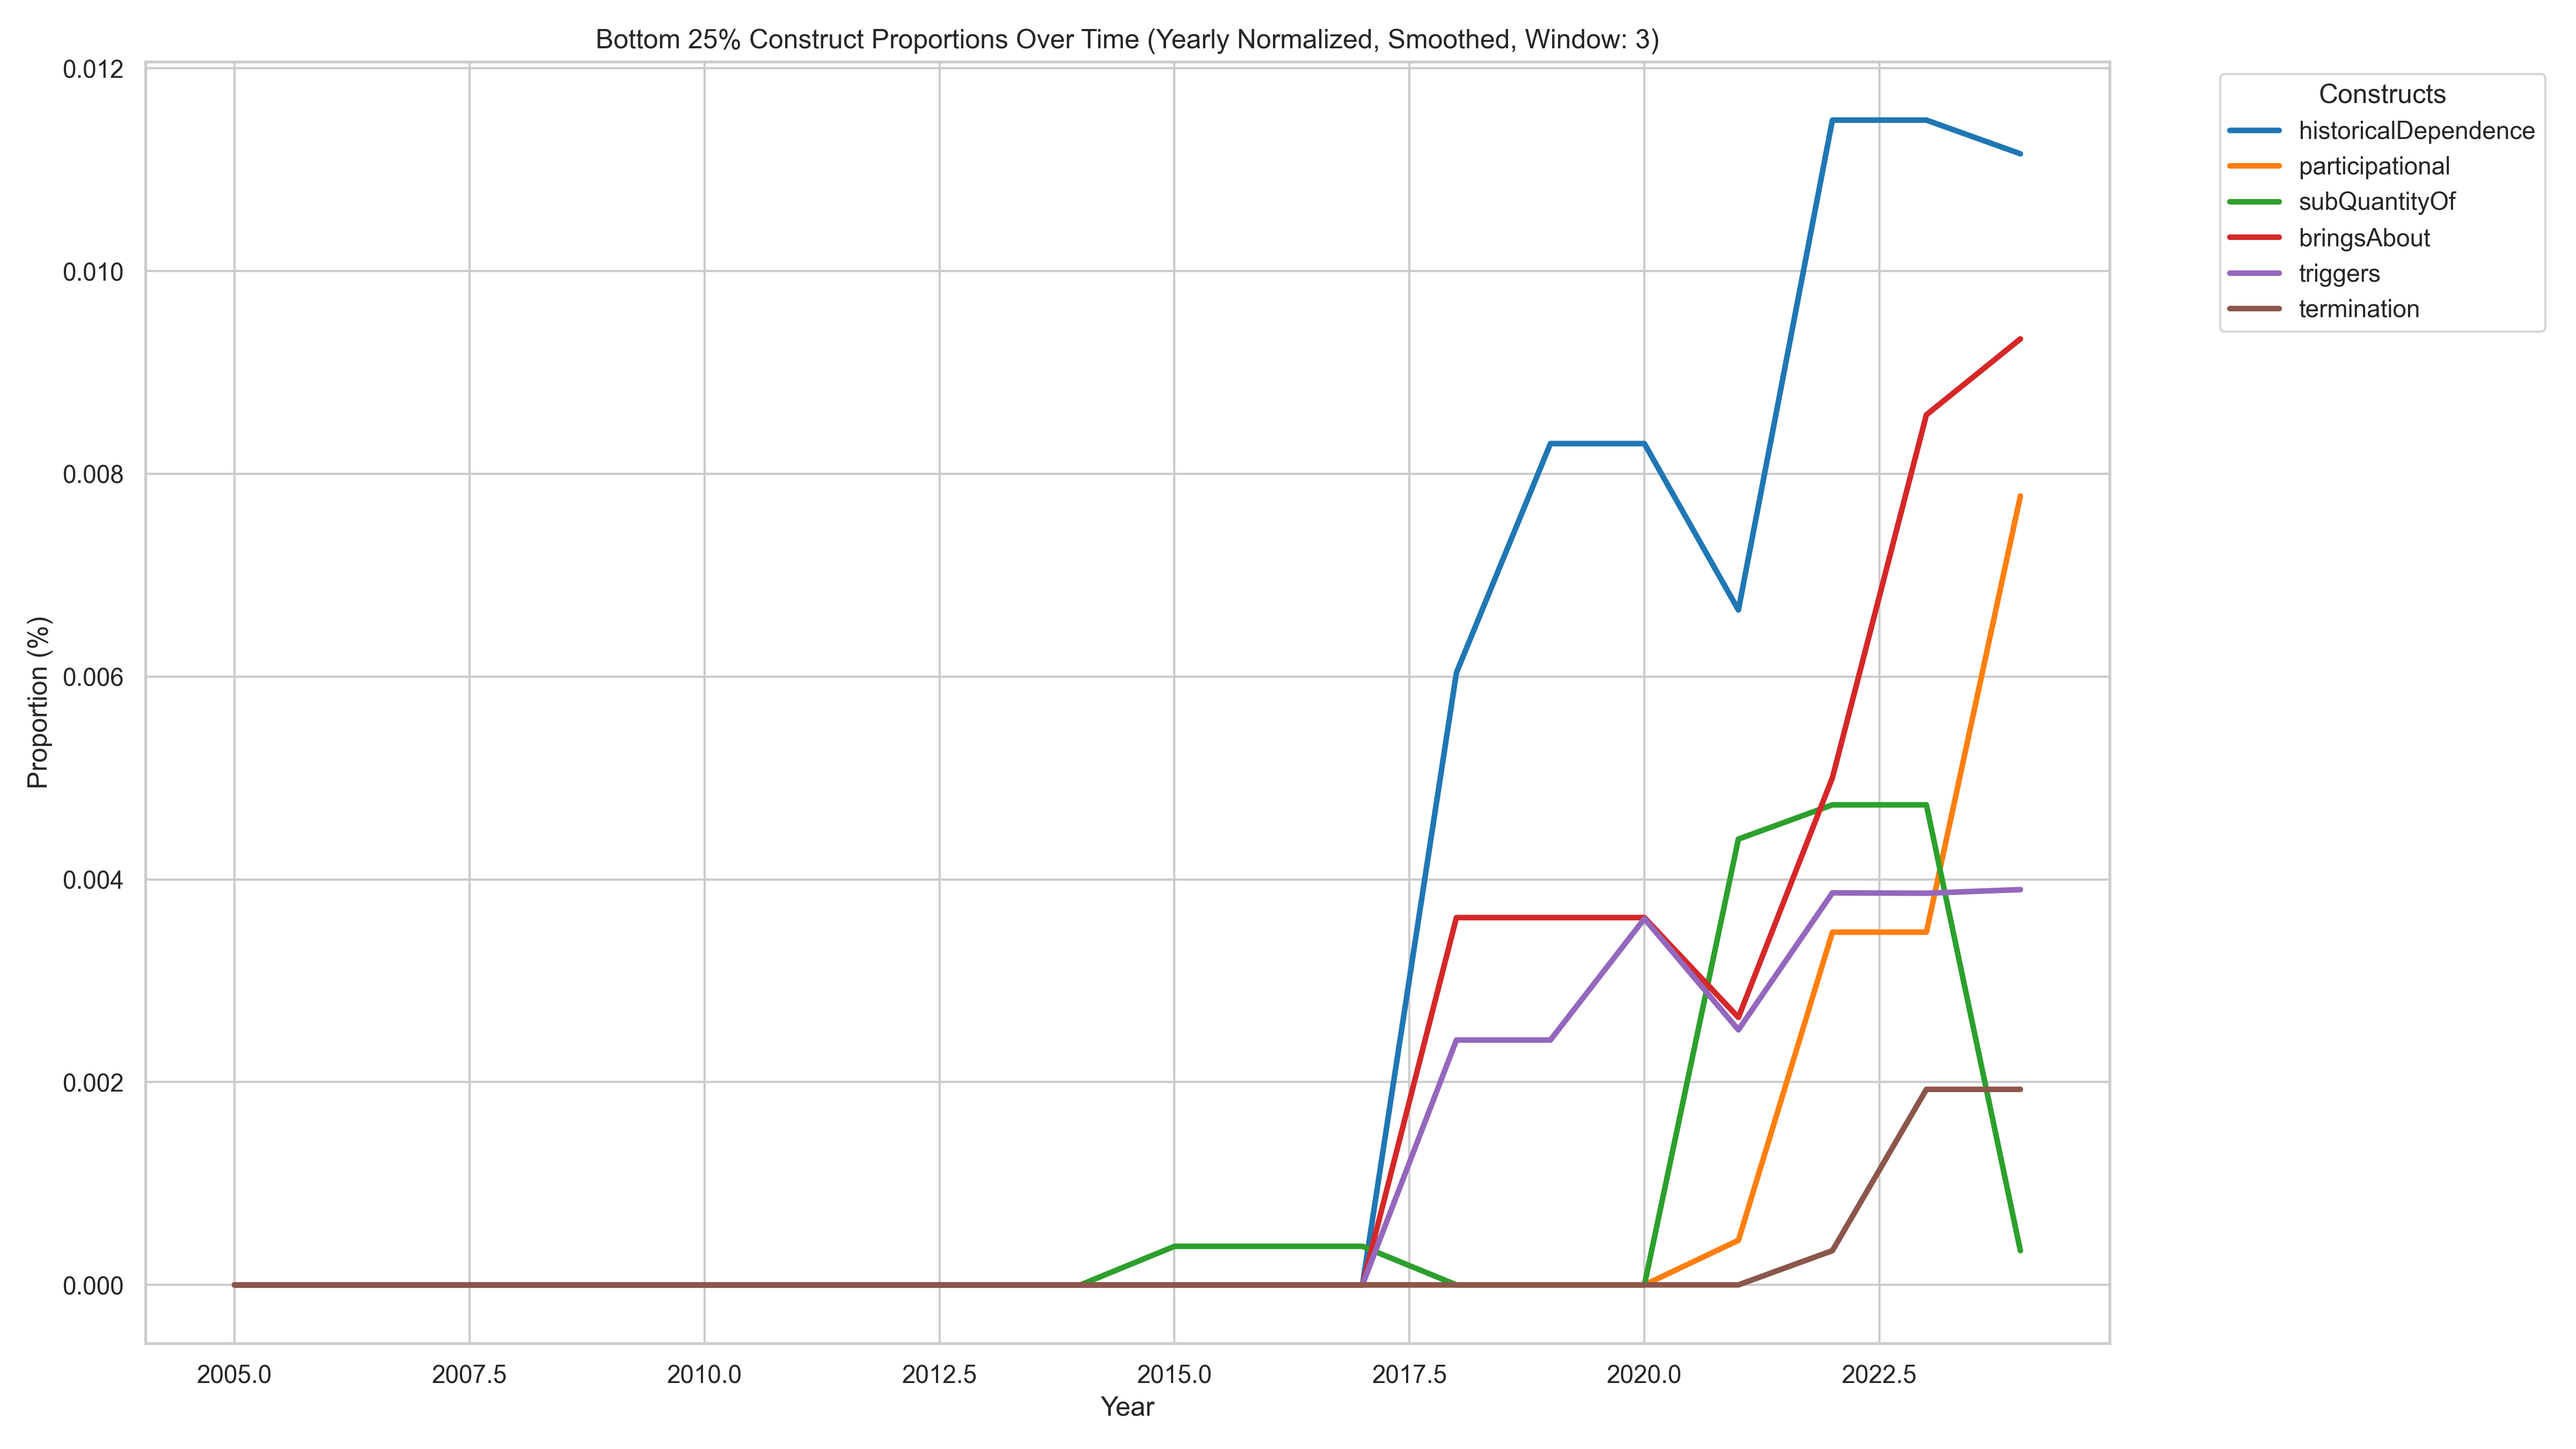 Bottom 25% Construct Proportions Over Time (Yearly Normalized, Smoothed, Window: 3)
Constructs
historicalDependence
participational
subQuantityOf
bringsAbout
triggers
termination
Proportion (%)
0.012
0.010
0.008
0.006
0.004
0.002
0.000
2005.0 2007.5 2010.0 2012.5 2015.0 2017.5 2020.0 2022.5
Year